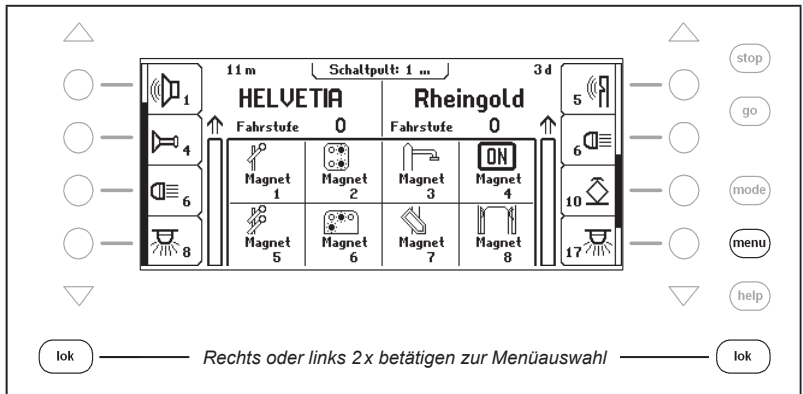 11 m Schaltpult: 1 ... 3 d
HELVETIA Rheingold
Fahrstufe 0 Fahrstufe 0
1
4
6
8
Magnet 1
Magnet 2
Magnet 3
ON
Magnet 4
Magnet 5
Magnet 6
Magnet 7
Magnet 8
5
6
10
17
stop
go
mode
menu
help
lok
Rechts oder links 2x betätigen zur Menüauswahl
lok